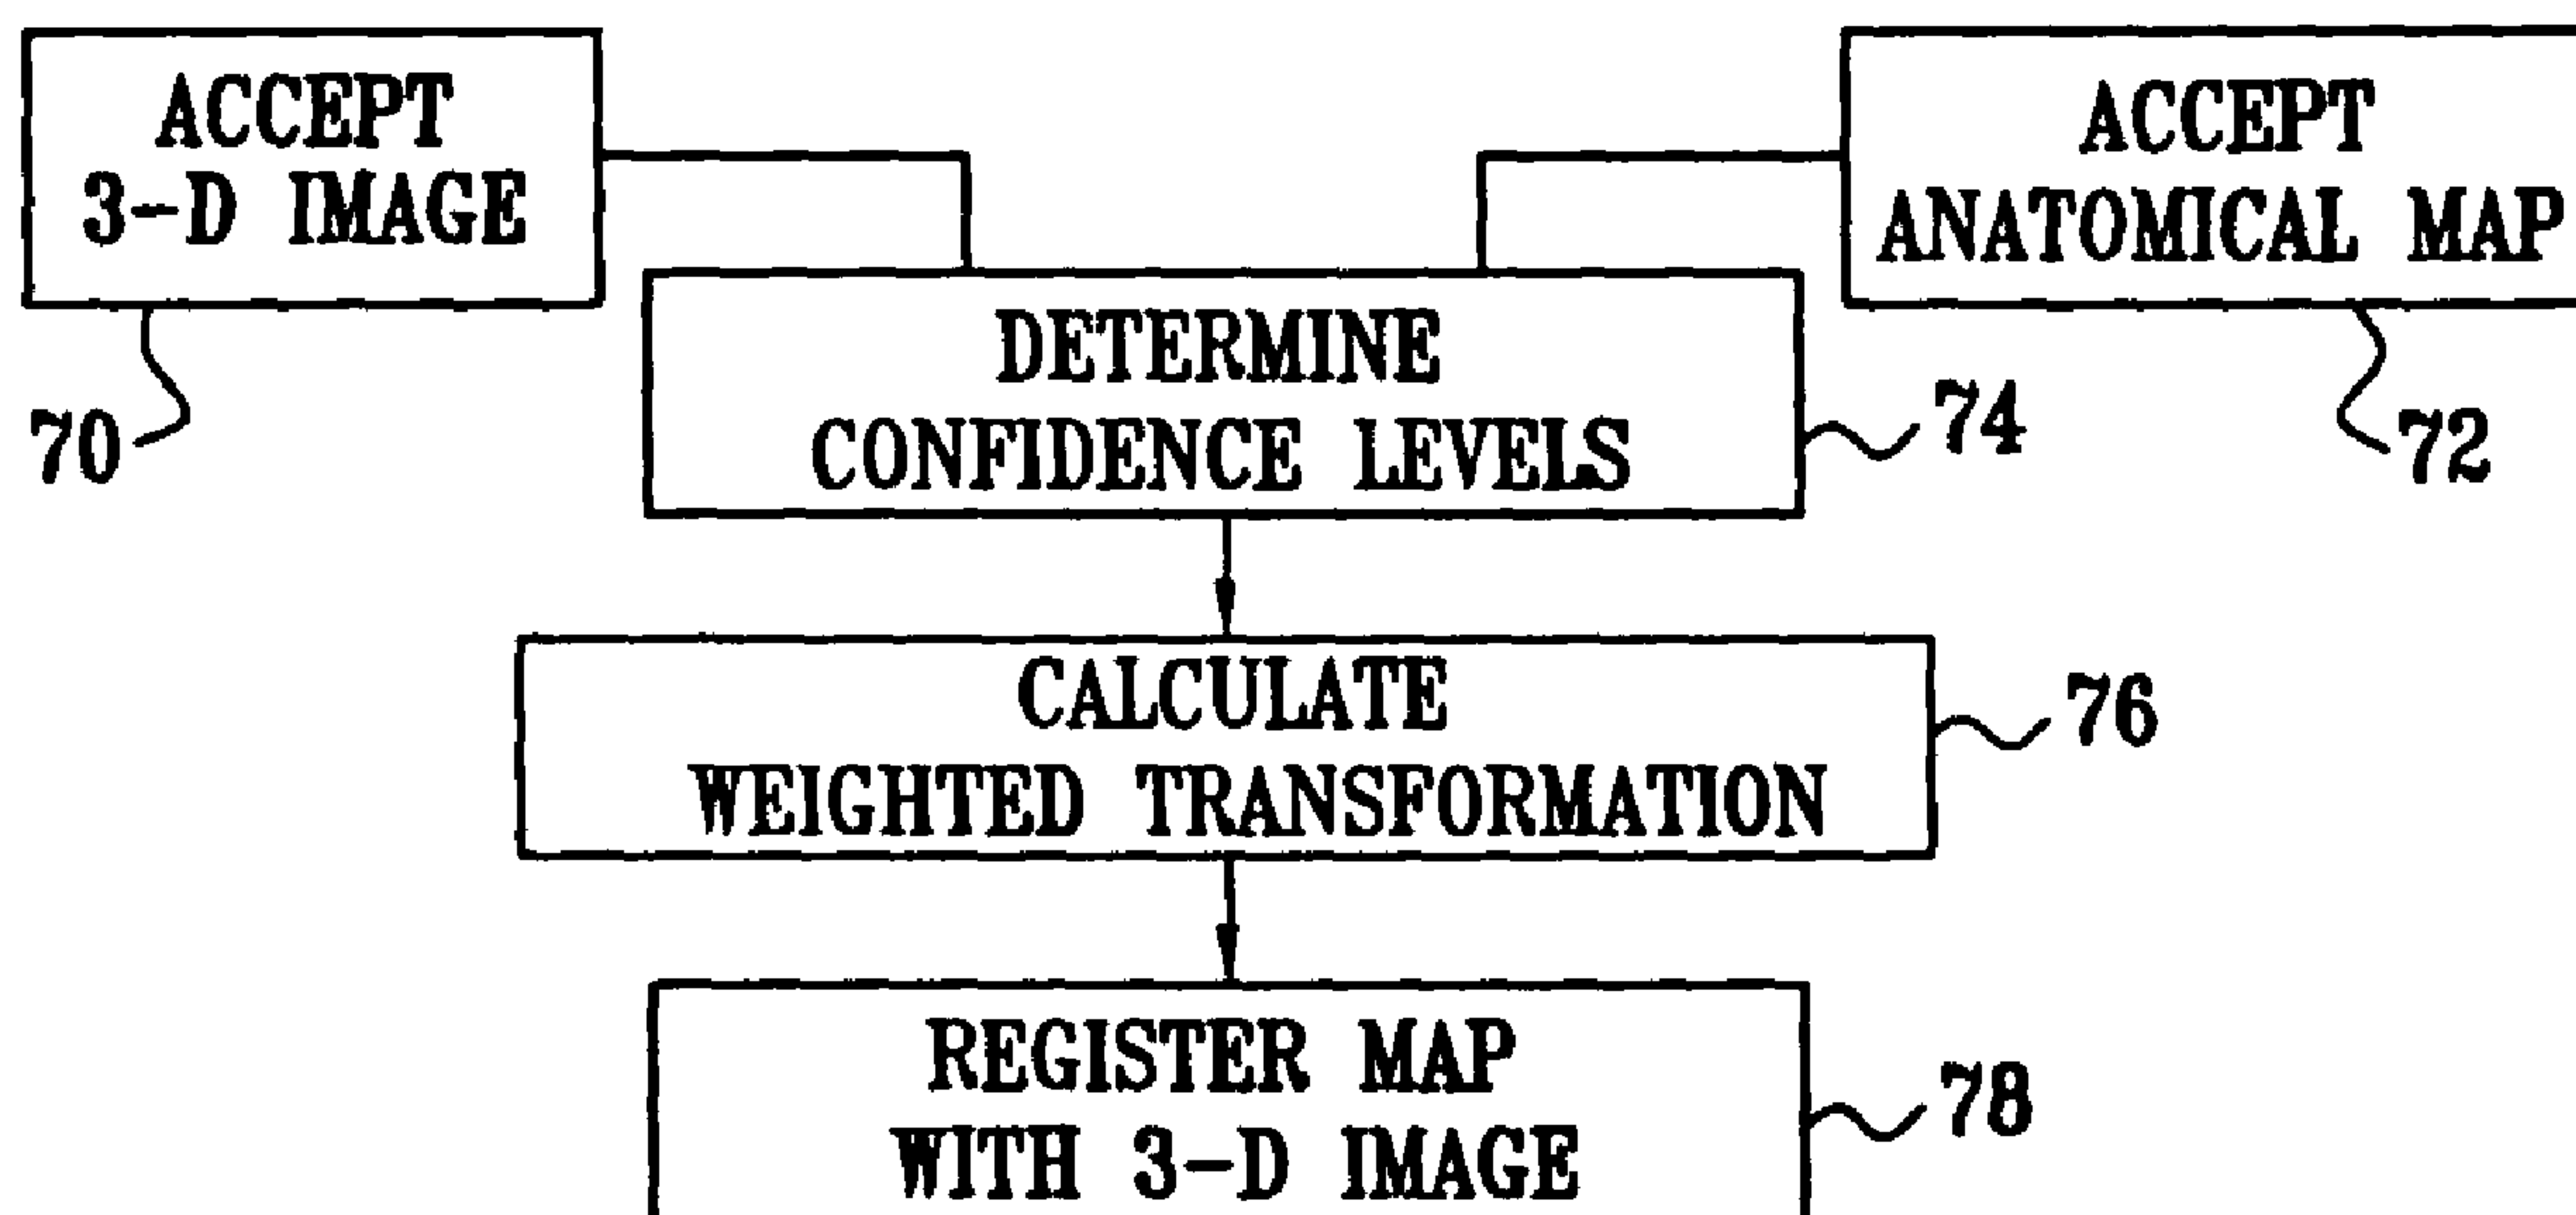 ACCEPT
3-D IMAGE
70
ACCEPT
ANATOMICAL MAP
72
DETERMINE
CONFIDENCE LEVELS
74
CALCULATE
WEIGHTED TRANSFORMATION
76
REGISTER MAP
WITH 3-D IMAGE
78